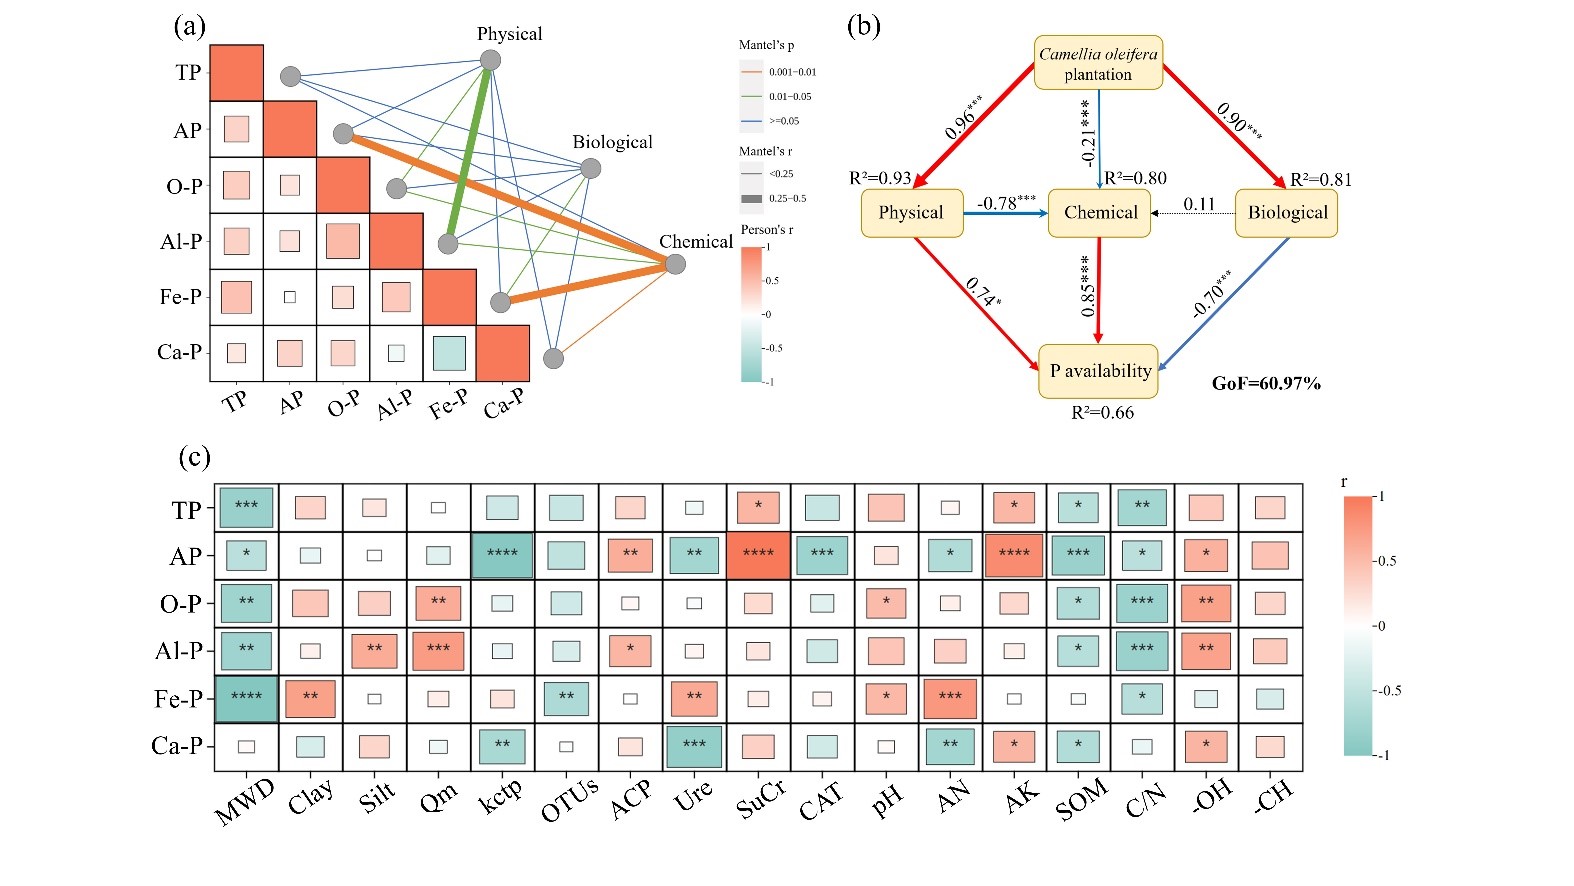 (a)
Physical
Biological
Chemical
TP
AP
O-P
Al-P
Fe-P
Ca-P
TP AP O-P Al-P Fe-P Ca-P
Mantel's p
0.001−0.01
0.01−0.05
>=0.05
Mantel's r
<0.25
0.25−0.5
Person's r
1
0.5
0
-0.5
-1
(b)
Camellia oleifera
plantation
0.96***
-0.21***
0.90***
R²=0.93
R²=0.80
R²=0.81
Physical
-0.78***
Chemical
0.11
Biological
0.74*
0.85***
-0.70***
P availability
GoF=60.97%
R²=0.66
(c)
TP *** * * * **
AP * **** ** ** **** *** * **** *** * *
O-P ** ** * * *** **
Al-P ** ** *** * * *** **
Fe-P **** ** ** ** * *** *
Ca-P ** *** ** * * *
MWD Clay Silt Qm kctp OTUs ACP Ure SuCr CAT pH AN AK SOM C/N -OH -CH
r
1
0.5
0
-0.5
-1